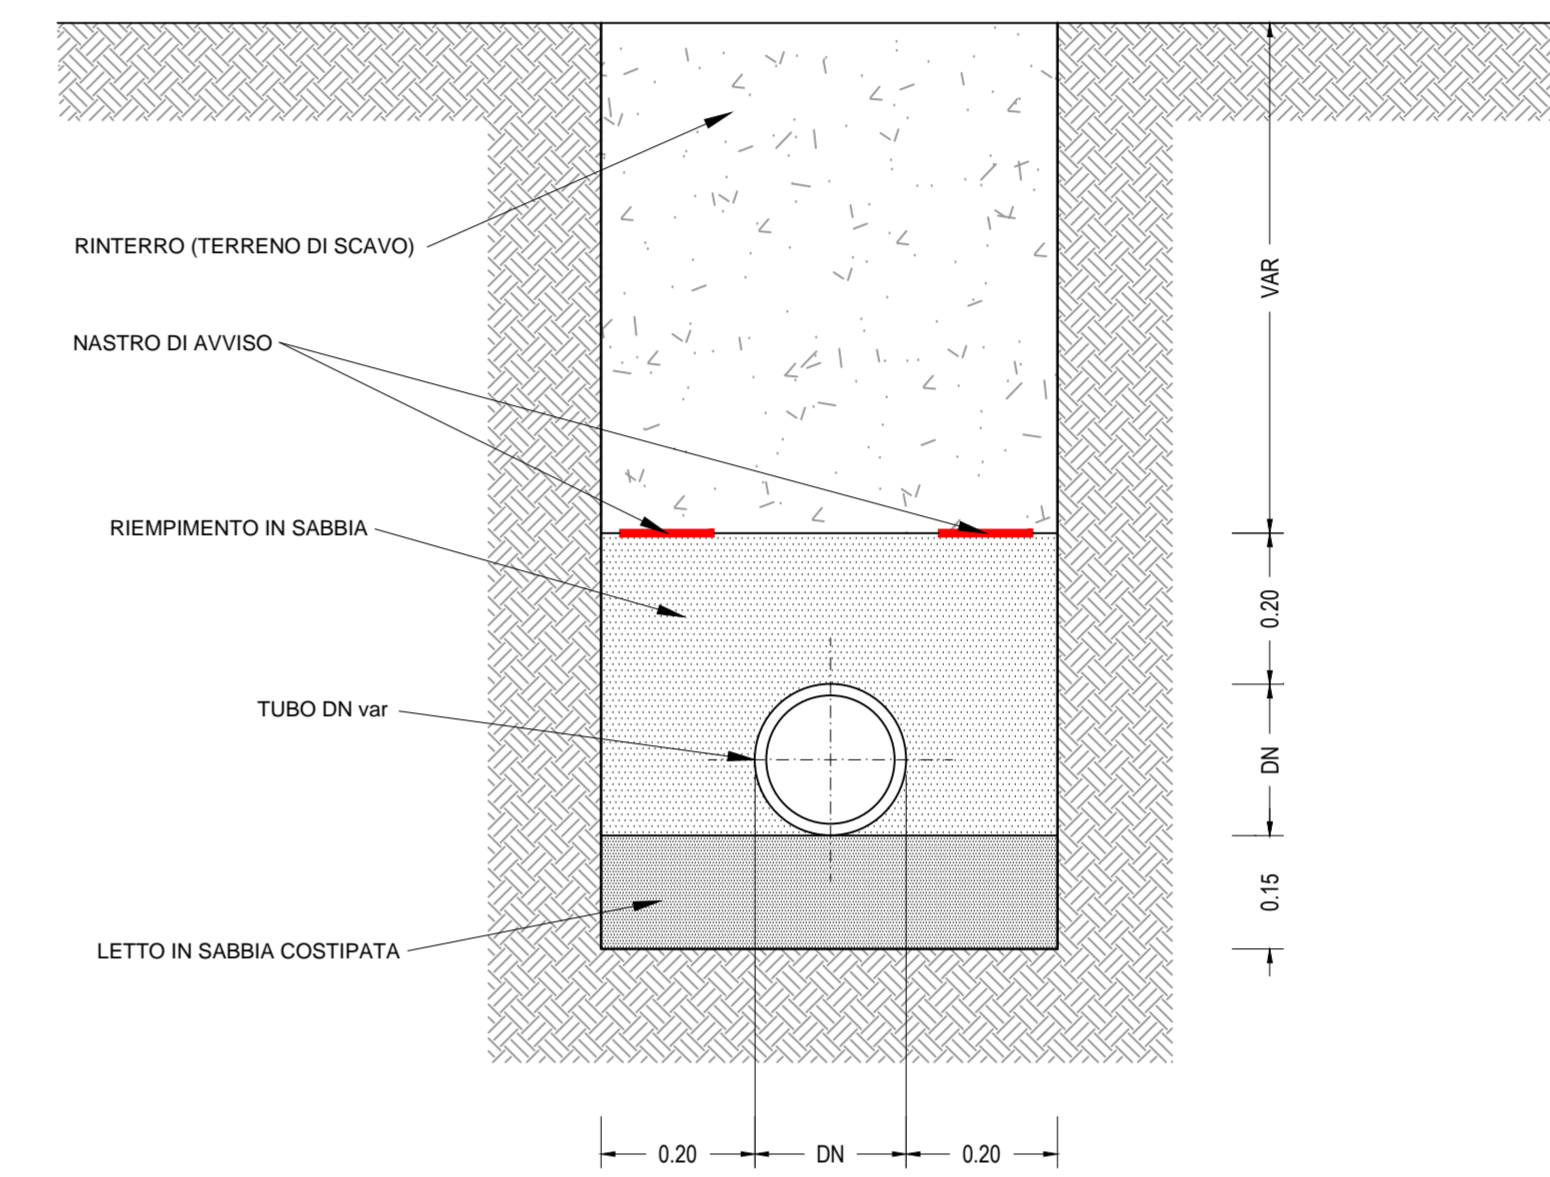 RINTERRO (TERRENO DI SCAVO)
NASTRO DI AVVISO
RIEMPIMENTO IN SABBIA
TUBO DN var
LETTO IN SABBIA COSTIPATA
VAR
0.20
DN
0.15
0.20
DN
0.20